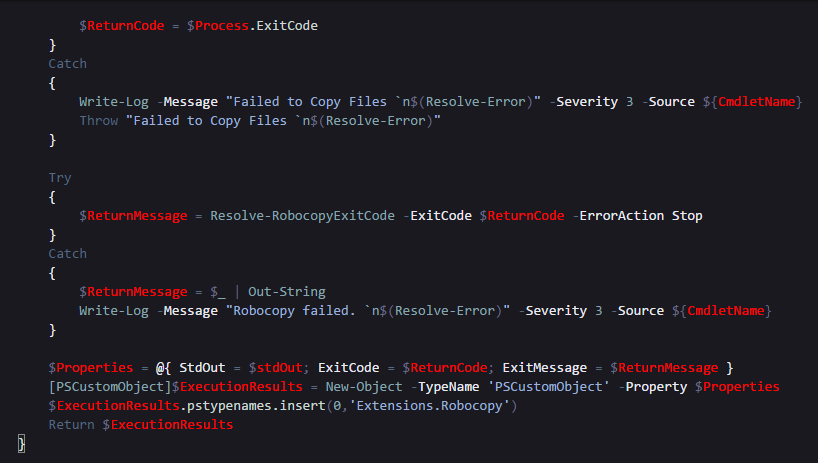 $ReturnCode = $Process.ExitCode
}
Catch
{
Write-Log -Message "Failed to Copy Files `n$(Resolve-Error)" -Severity 3 -Source ${CmdletName}
Throw "Failed to Copy Files `n$(Resolve-Error)"
}
Try
{
$ReturnMessage = Resolve-RobocopyExitCode -ExitCode $ReturnCode -ErrorAction Stop
}
Catch
{
$ReturnMessage = $_ | Out-String
Write-Log -Message "Robocopy failed. `n$(Resolve-Error)" -Severity 3 -Source ${CmdletName}
}
$Properties = @{ StdOut = $stdOut; ExitCode = $ReturnCode; ExitMessage = $ReturnMessage }
[PSCustomObject]$ExecutionResults = New-Object -TypeName 'PSCustomObject' -Property $Properties
$ExecutionResults.pstypenames.insert(0,'Extensions.Robocopy')
Return $ExecutionResults
}